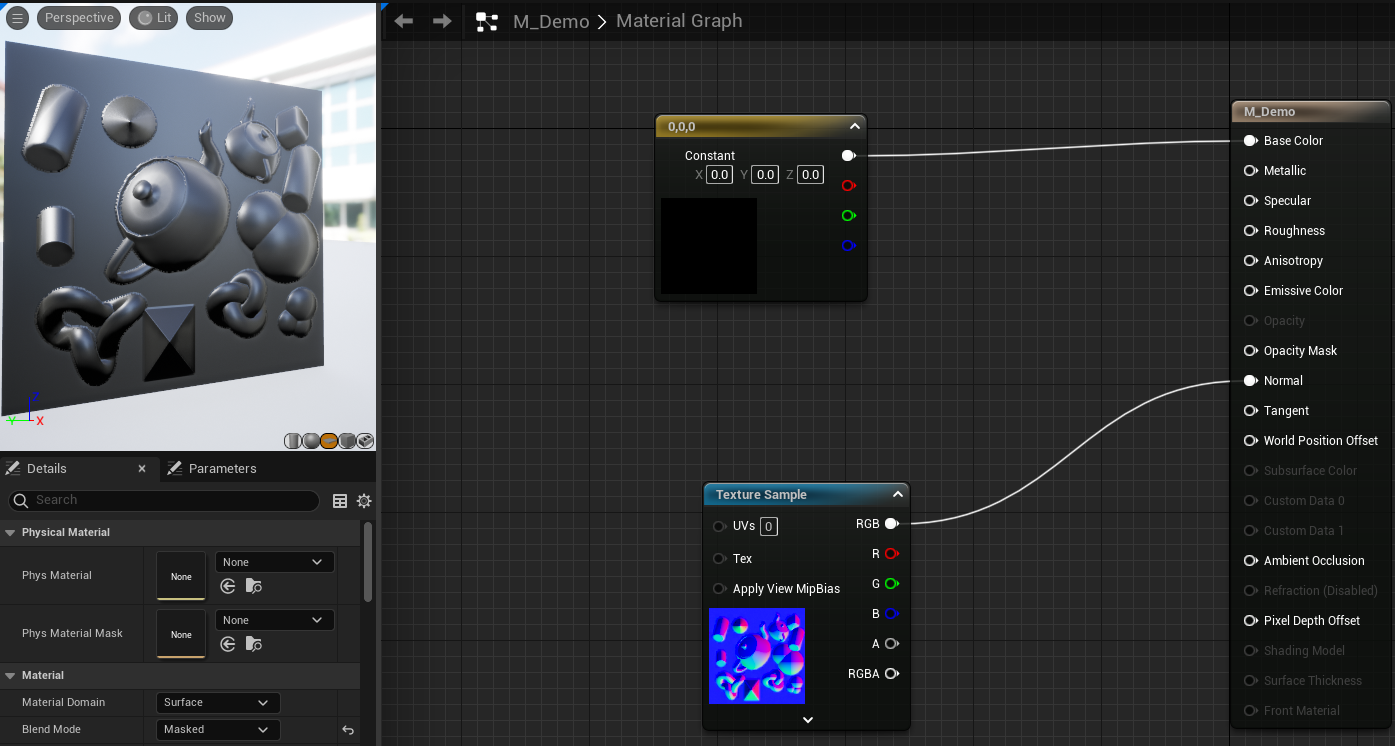 Perspective
Lit
Show
M_Demo > Material Graph
0,0,0
Constant
X 0.0 Y 0.0 Z 0.0
M_Demo
Base Color
Metallic
Specular
Roughness
Anisotropy
Emissive Color
Opacity
Opacity Mask
Normal
Tangent
World Position Offset
Subsurface Color
Custom Data 0
Custom Data 1
Ambient Occlusion
Refraction (Disabled)
Pixel Depth Offset
Shading Model
Surface Thickness
Front Material
Texture Sample
UVs 0
RGB
R
Tex
G
Apply View MipBias
B
A
RGBA
Z
Y
X
Details
Parameters
Search
Physical Material
Phys Material
None
None
Phys Material Mask
None
None
Material
Material Domain
Surface
Blend Mode
Masked